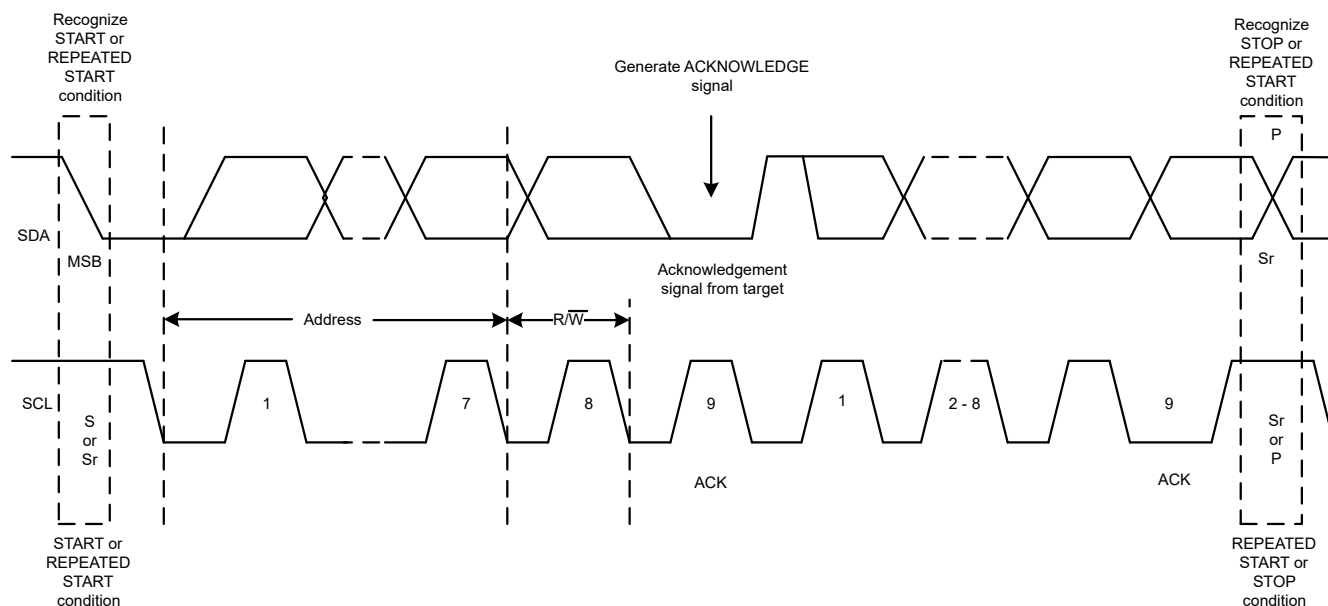 Recognize
START or
REPEATED
START
condition
Recognize
STOP or
REPEATED
START
condition
Generate ACKNOWLEDGE
signal
P
SDA
MSB
Acknowledgement
signal from target
Sr
Address
R/W̅
SCL
S
or
Sr
1
7
8
9
1
2 - 8
9
Sr
or
P
ACK
ACK
START or
REPEATED
START
condition
REPEATED
START or
STOP
condition